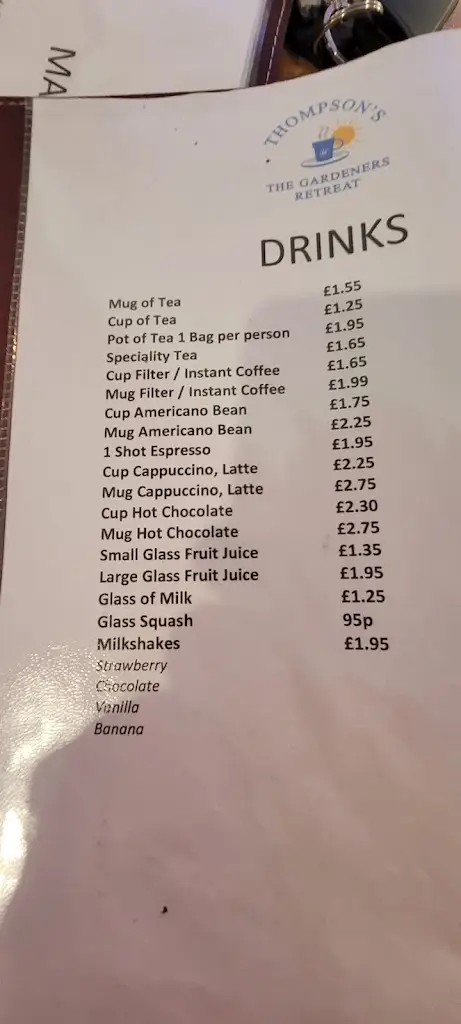 MA
THOMPSON'S
THE GARDENERS
RETREAT
DRINKS
Mug of Tea £1.55
Cup of Tea £1.25
Pot of Tea 1 Bag per person £1.95
Speciality Tea £1.65
Cup Filter / Instant Coffee £1.65
Mug Filter / Instant Coffee £1.99
Cup Americano Bean £1.75
Mug Americano Bean £2.25
1 Shot Espresso £1.95
Cup Cappuccino, Latte £2.25
Mug Cappuccino, Latte £2.75
Cup Hot Chocolate £2.30
Mug Hot Chocolate £2.75
Small Glass Fruit Juice £1.35
Large Glass Fruit Juice £1.95
Glass of Milk £1.25
Glass Squash 95p
Milkshakes £1.95
Strawberry
Chocolate
Vanilla
Banana